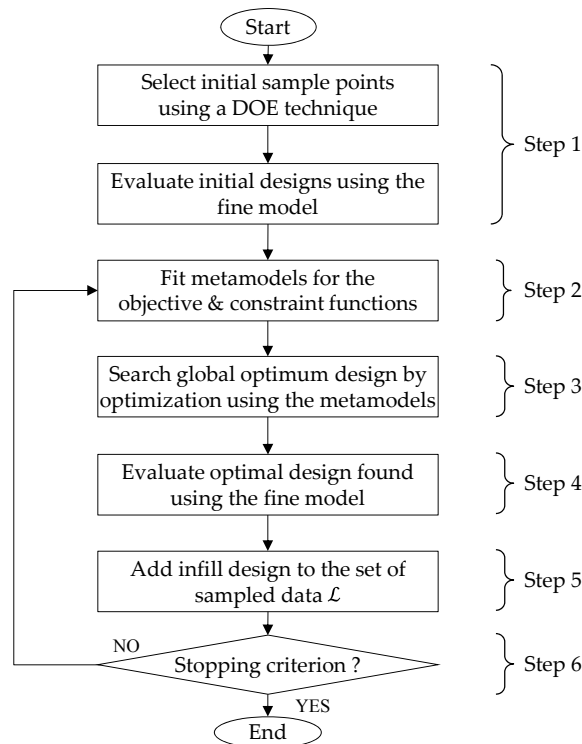 Start
Select initial sample points
using a DOE technique
Step 1
Evaluate initial designs using the
fine model
Fit metamodels for the
objective & constraint functions
Step 2
Search global optimum design by
optimization using the metamodels
Step 3
Evaluate optimal design found
using the fine model
Step 4
Add infill design to the set of
sampled data ℒ
Step 5
NO
Stopping criterion ?
Step 6
YES
End